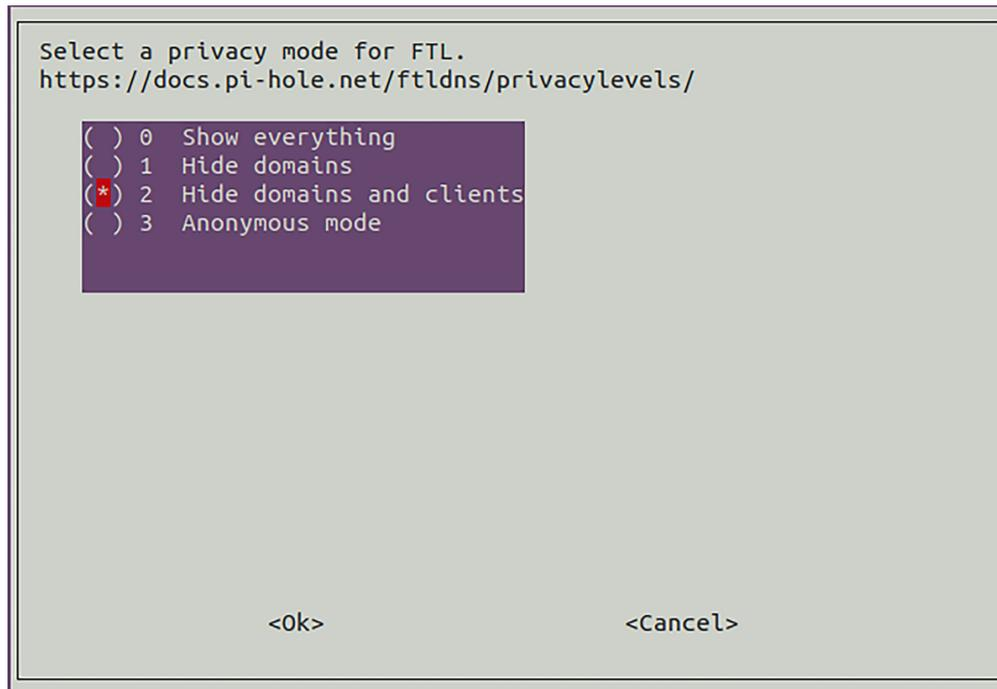 Select a privacy mode for FTL.
https://docs.pi-hole.net/ftldns/privacylevels/
( ) 0  Show everything
( ) 1  Hide domains
(*) 2  Hide domains and clients
( ) 3  Anonymous mode
<Ok> <Cancel>